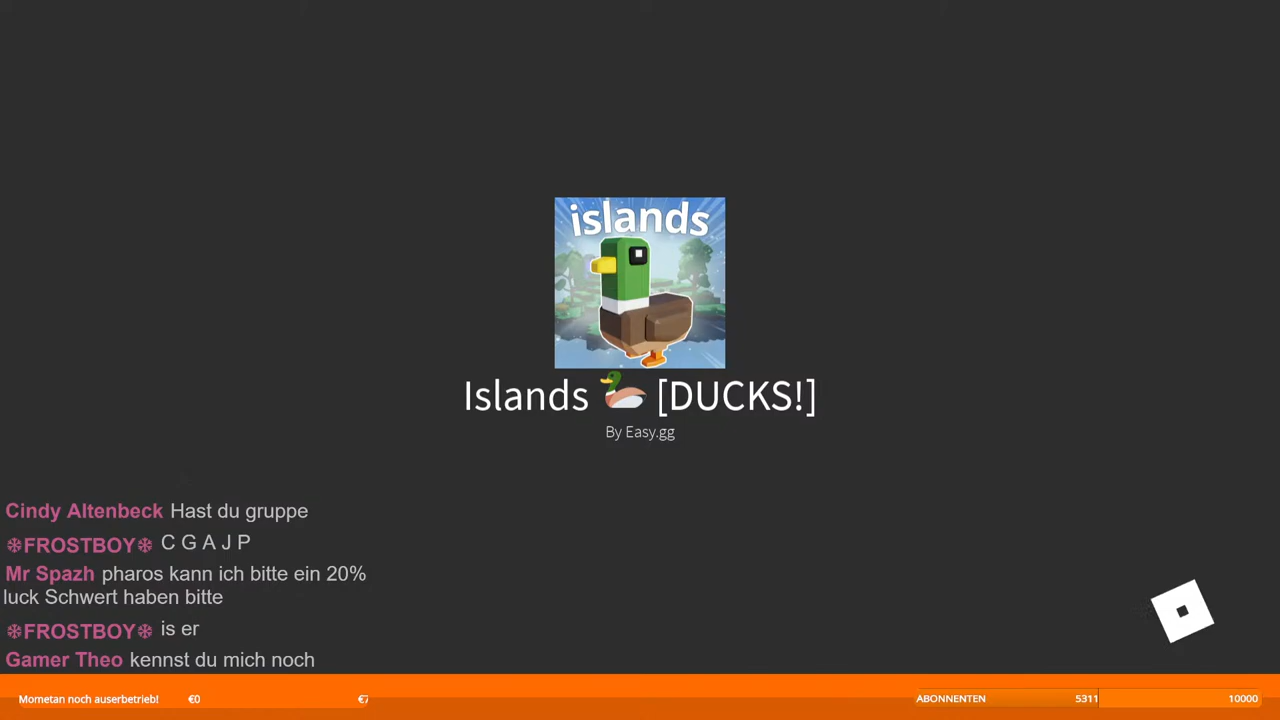 islands
Islands 🦆 [DUCKS!]
By Easy.gg
Cindy Altenbeck Hast du gruppe
❄FROSTBOY❄ C G A J P
Mr Spazh pharos kann ich bitte ein 20%
luck Schwert haben bitte
❄FROSTBOY❄ is er
Gamer Theo kennst du mich noch
Mometan noch auserbetrieb! €0 €7
ABONNENTEN 5311 10000